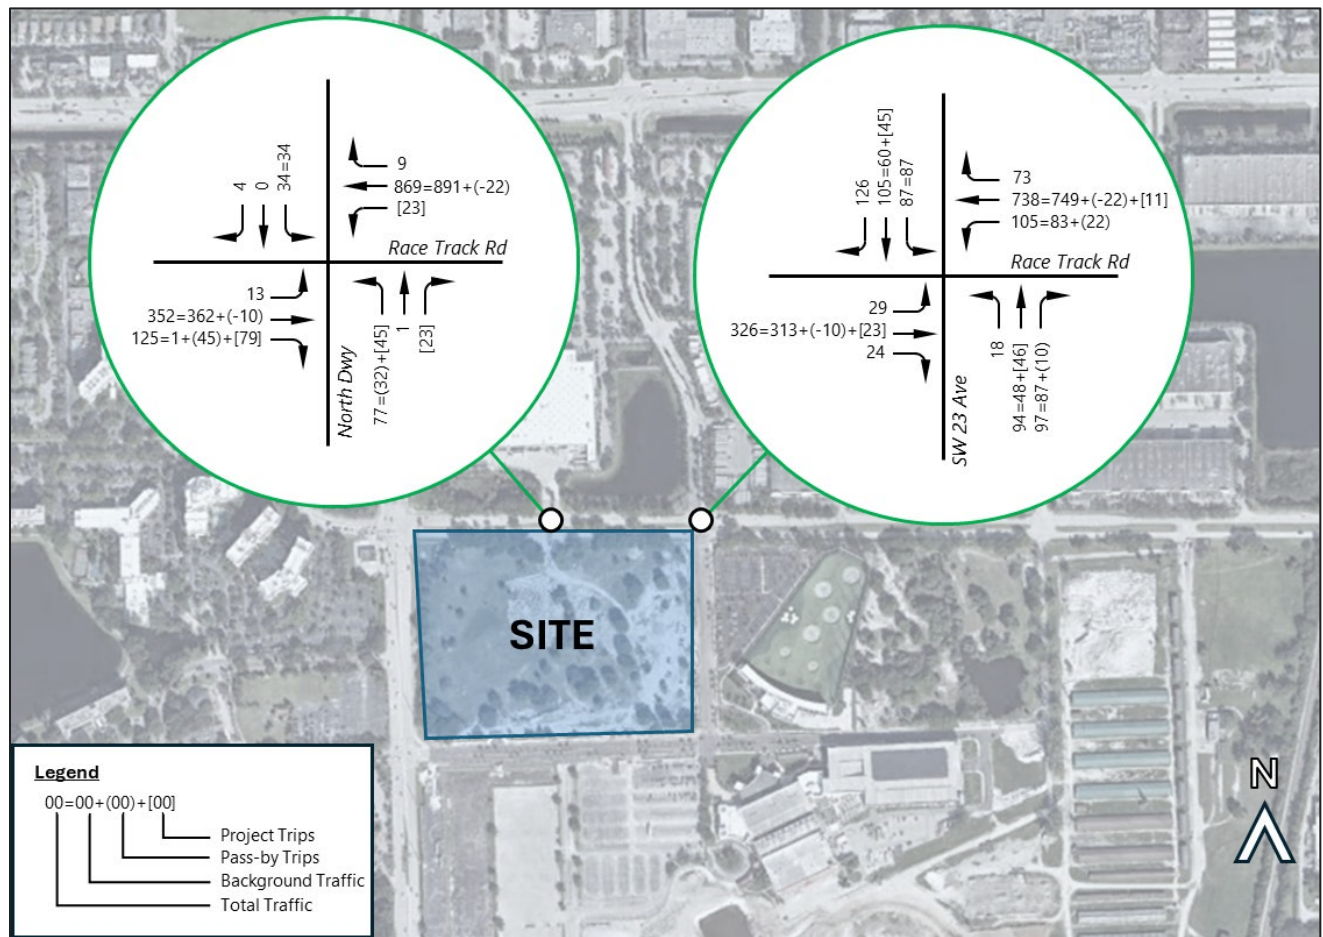 4
0
34=34
9
869=891+(-22)
[23]
Race Track Rd
13
352=362+(-10)
125=1+(45)+[79]
North Dwy
77=(32)+[45]
1
[23]
126
105=60+[45]
87=87
73
738=749+(-22)+[11]
105=83+(22)
Race Track Rd
29
326=313+(-10)+[23]
24
SW 23 Ave
18
94=48+[46]
97=87+(10)
SITE
Legend
00=00+(00)+[00]
Project Trips
Pass-by Trips
Background Traffic
Total Traffic
N